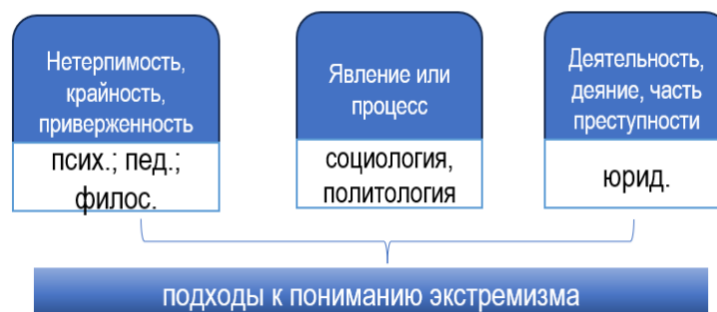 Нетерпимость,
крайность,
приверженность
псих.; пед.;
филос.
Явление или
процесс
социология,
политология
Деятельность,
деяние, часть
преступности
юрид.
подходы к пониманию экстремизма